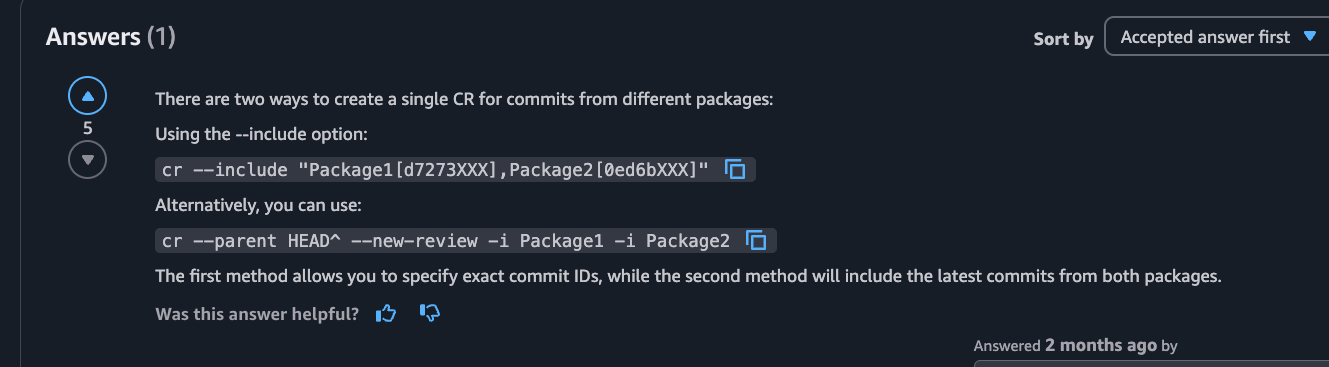 Answers (1)
Sort by
Accepted answer first
5
There are two ways to create a single CR for commits from different packages:
Using the --include option:
cr --include "Package1[d7273XXX],Package2[0ed6bXXX]"
Alternatively, you can use:
cr --parent HEAD^ --new-review -i Package1 -i Package2
The first method allows you to specify exact commit IDs, while the second method will include the latest commits from both packages.
Was this answer helpful?
Answered 2 months ago by